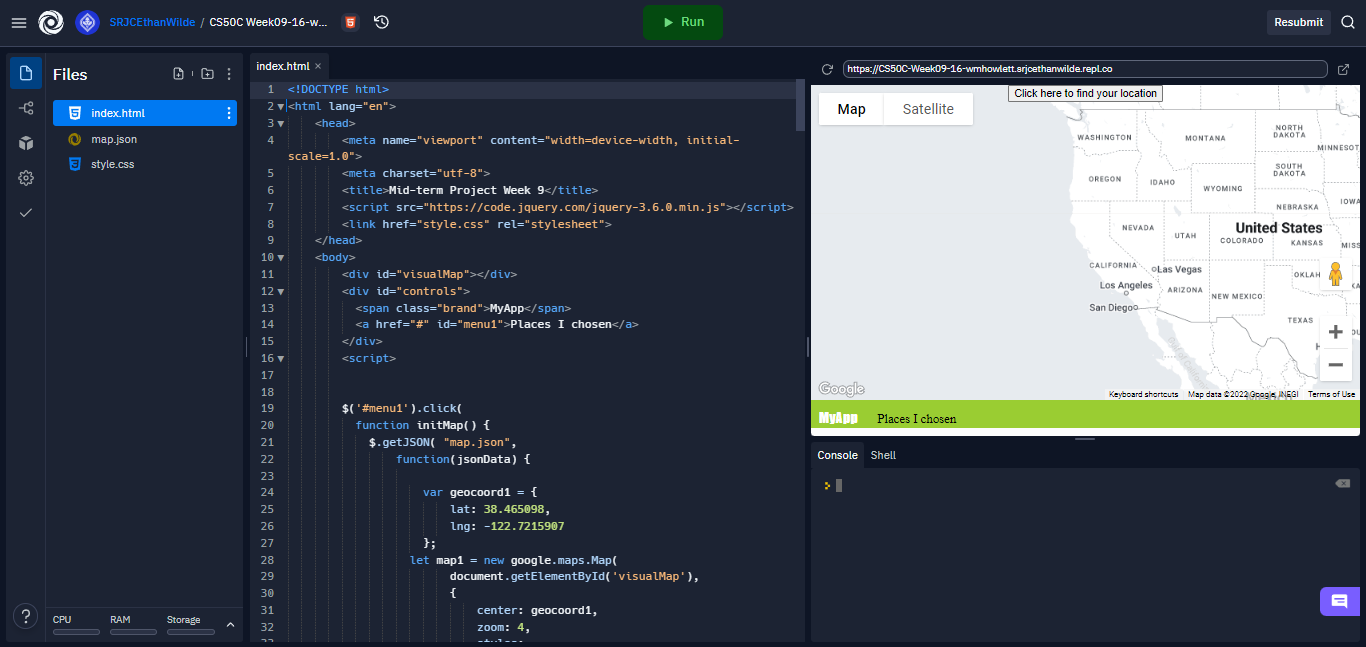 SRJCEthanWilde / CS50C Week09-16-w...
Run
Resubmit
Files
index.html
map.json
style.css
CPU
RAM
Storage
index.html ×
1 <!DOCTYPE html>
2 <html lang="en">
3 <head>
4 <meta name="viewport" content="width=device-width, initial-
scale=1.0">
5 <meta charset="utf-8">
6 <title>Mid-term Project Week 9</title>
7 <script src="https://code.jquery.com/jquery-3.6.0.min.js"></script>
8 <link href="style.css" rel="stylesheet">
9 </head>
10 <body>
11 <div id="visualMap"></div>
12 <div id="controls">
13 <span class="brand">MyApp</span>
14 <a href="#" id="menu1">Places I chosen</a>
15 </div>
16 <script>
17
18
19 $('#menu1').click(
20 function initMap() {
21 $.getJSON( "map.json",
22 function(jsonData) {
23
24 var geocoord1 = {
25 lat: 38.465098,
26 lng: -122.7215907
27 };
28 let map1 = new google.maps.Map(
29 document.getElementById('visualMap'),
30 {
31 center: geocoord1,
32 zoom: 4,
https://CS50C-Week09-16-wmhowlett.srjcethanwilde.repl.co
Click here to find your location
Map
Satellite
WASHINGTON
MONTANA
NORTH
DAKOTA
MINNESOT
SOUTH
DAKOTA
OREGON
IDAHO
WYOMING
NEBRASKA
IOWA
NEVADA
UTAH
United States
COLORADO
KANSAS
MISS
CALIFORNIA
Las Vegas
Los Angeles
ARIZONA
NEW MEXICO
OKLAH
San Diego
TEXAS
Google
Keyboard shortcuts
Map data ©2022 Google, INEGI
Terms of Use
MyApp
Places I chosen
Console
Shell